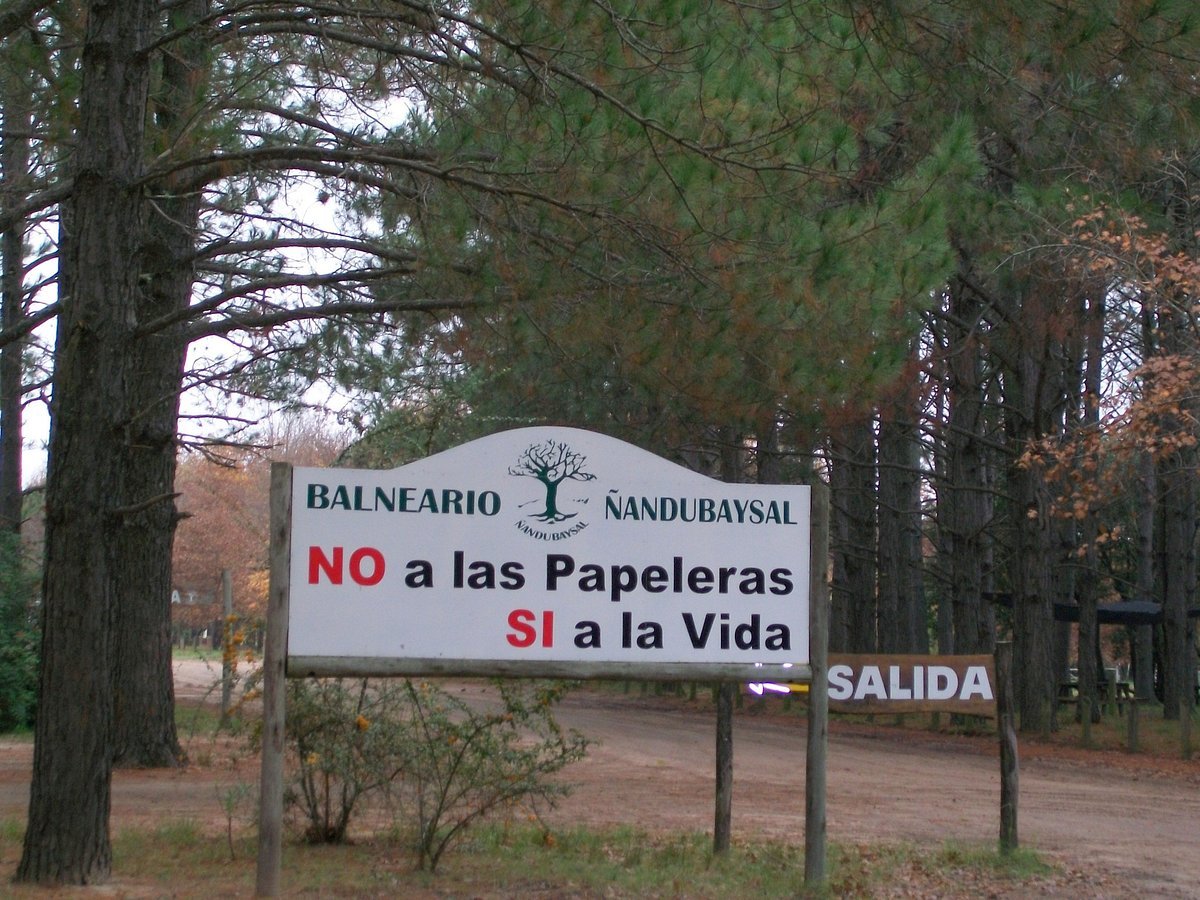 BALNEARIO ÑANDUBAYSAL
ÑANDUBAYSAL
NO a las Papeleras
SI a la Vida
SALIDA